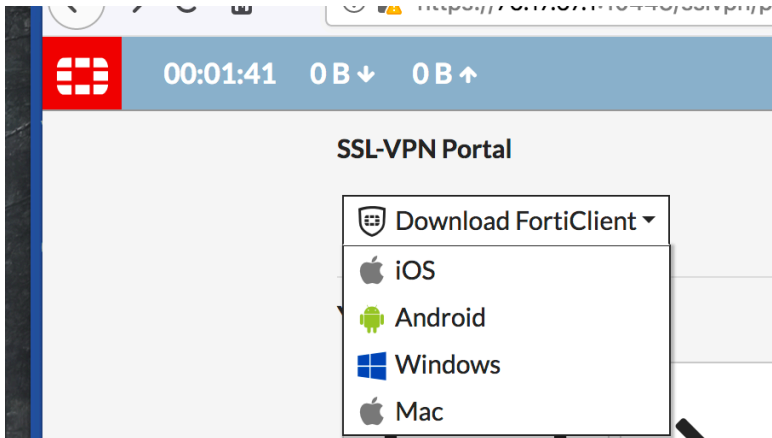 00:01:41 0 B 0 B
SSL-VPN Portal
Download FortiClient
iOS
Android
Windows
Mac